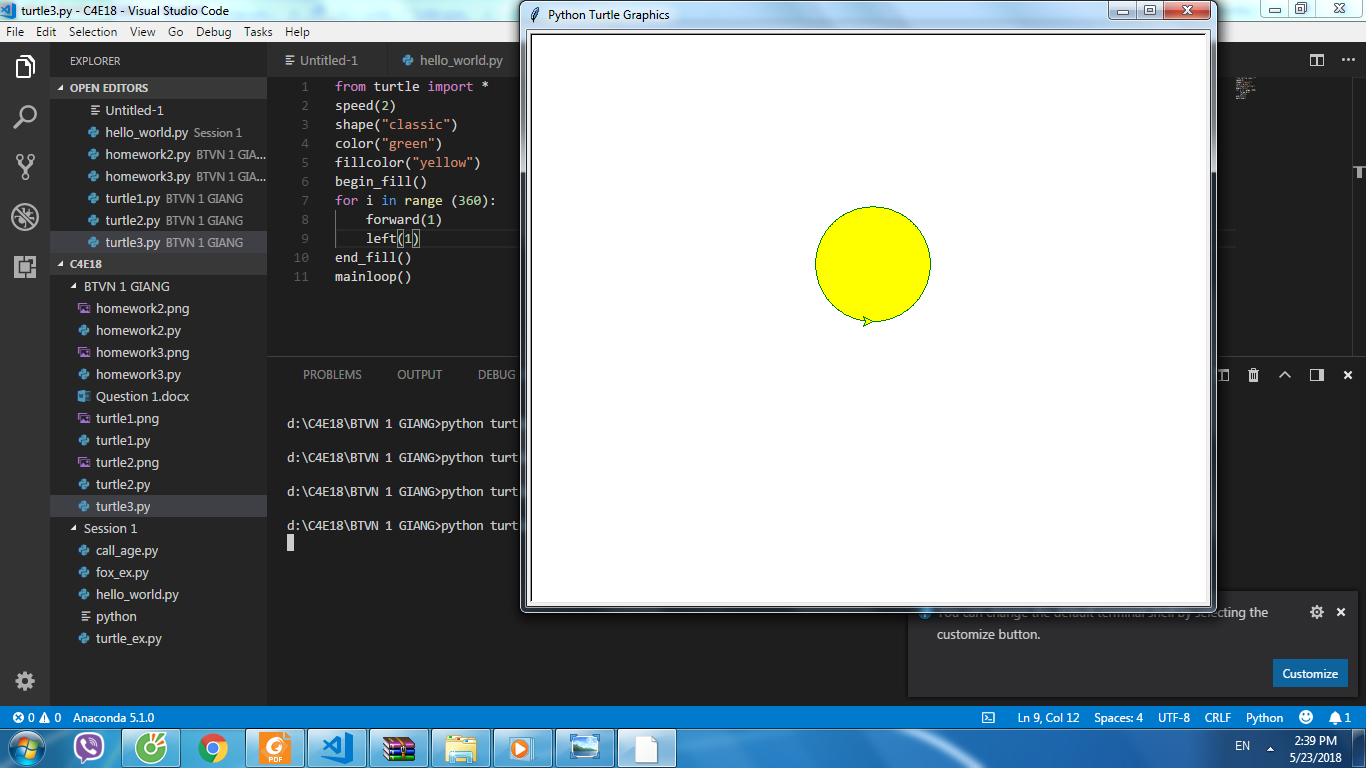 turtle3.py - C4E18 - Visual Studio Code
File Edit Selection View Go Debug Tasks Help
EXPLORER
OPEN EDITORS
Untitled-1
hello_world.py Session 1
homework2.py BTVN 1 GIA...
homework3.py BTVN 1 GIA...
turtle1.py BTVN 1 GIANG
turtle2.py BTVN 1 GIANG
turtle3.py BTVN 1 GIANG
C4E18
BTVN 1 GIANG
homework2.png
homework2.py
homework3.png
homework3.py
Question 1.docx
turtle1.png
turtle1.py
turtle2.png
turtle2.py
turtle3.py
Session 1
call_age.py
fox_ex.py
hello_world.py
python
turtle_ex.py
Untitled-1 hello_world.py
1 from turtle import *
2 speed(2)
3 shape("classic")
4 color("green")
5 fillcolor("yellow")
6 begin_fill()
7 for i in range (360):
8 forward(1)
9 left(1)
10 end_fill()
11 mainloop()
PROBLEMS OUTPUT DEBUG
d:\C4E18\BTVN 1 GIANG>python turt
d:\C4E18\BTVN 1 GIANG>python turt
d:\C4E18\BTVN 1 GIANG>python turt
d:\C4E18\BTVN 1 GIANG>python turt
Python Turtle Graphics
You can change the default terminal shell by selecting the
customize button.
Customize
0 0 Anaconda 5.1.0
Ln 9, Col 12 Spaces: 4 UTF-8 CRLF Python 1
PDF
EN
2:39 PM
5/23/2018